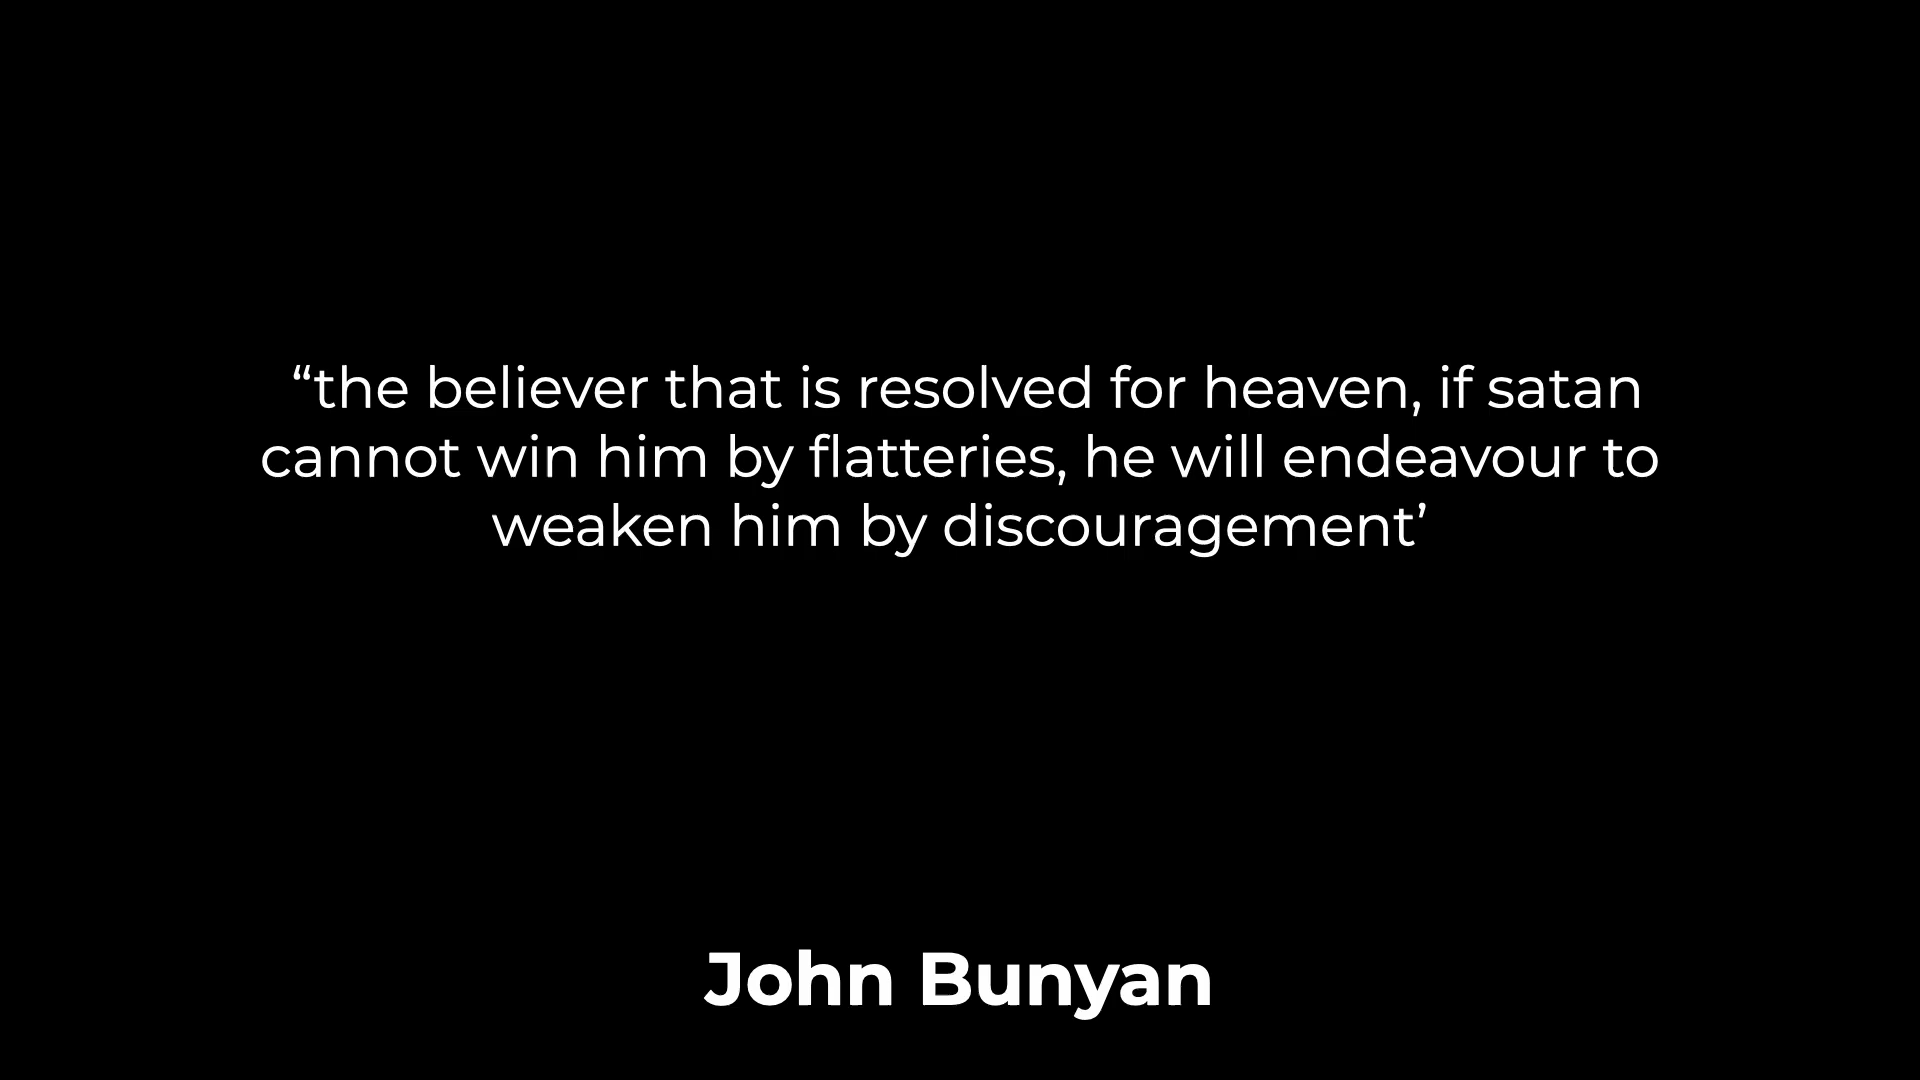 “the believer that is resolved for heaven, if satan
cannot win him by flatteries, he will endeavour to
weaken him by discouragement’
John Bunyan